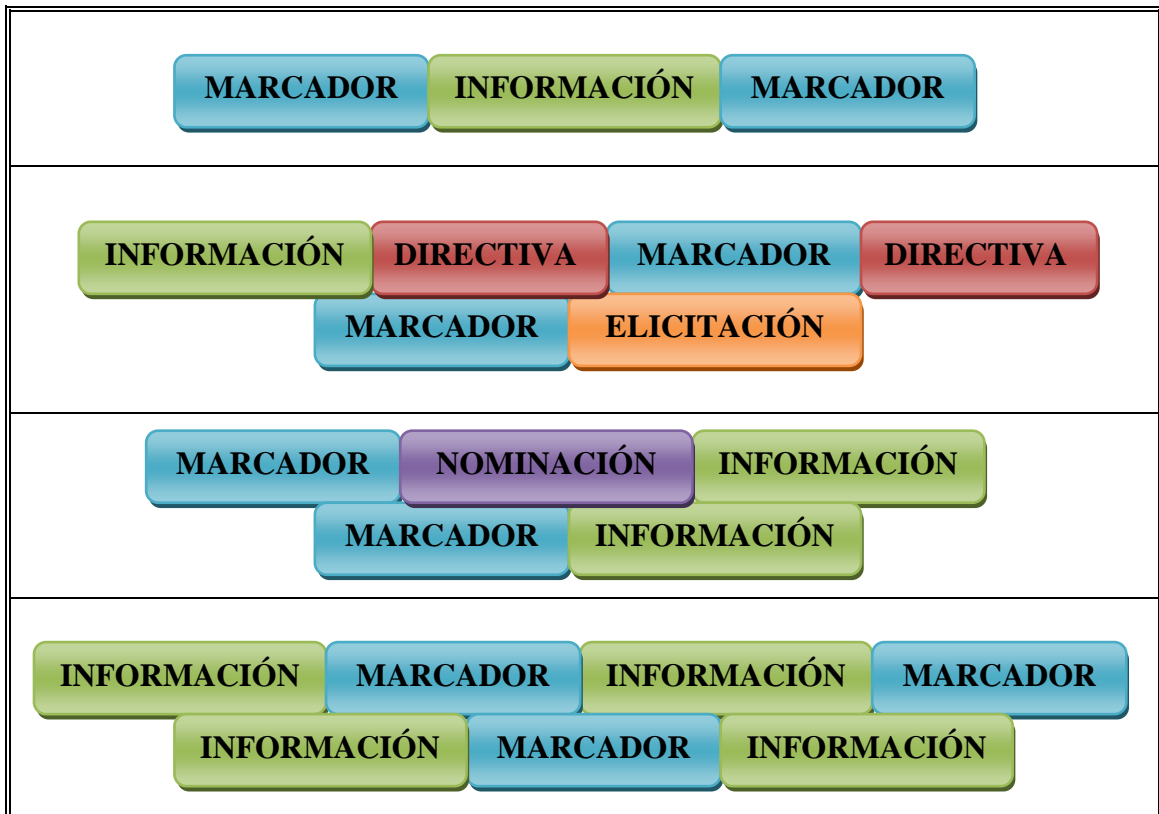 MARCADOR INFORMACIÓN MARCADOR
INFORMACIÓN DIRECTIVA MARCADOR DIRECTIVA
MARCADOR ELICITACIÓN
MARCADOR NOMINACIÓN INFORMACIÓN
MARCADOR INFORMACIÓN
INFORMACIÓN MARCADOR INFORMACIÓN MARCADOR
INFORMACIÓN MARCADOR INFORMACIÓN